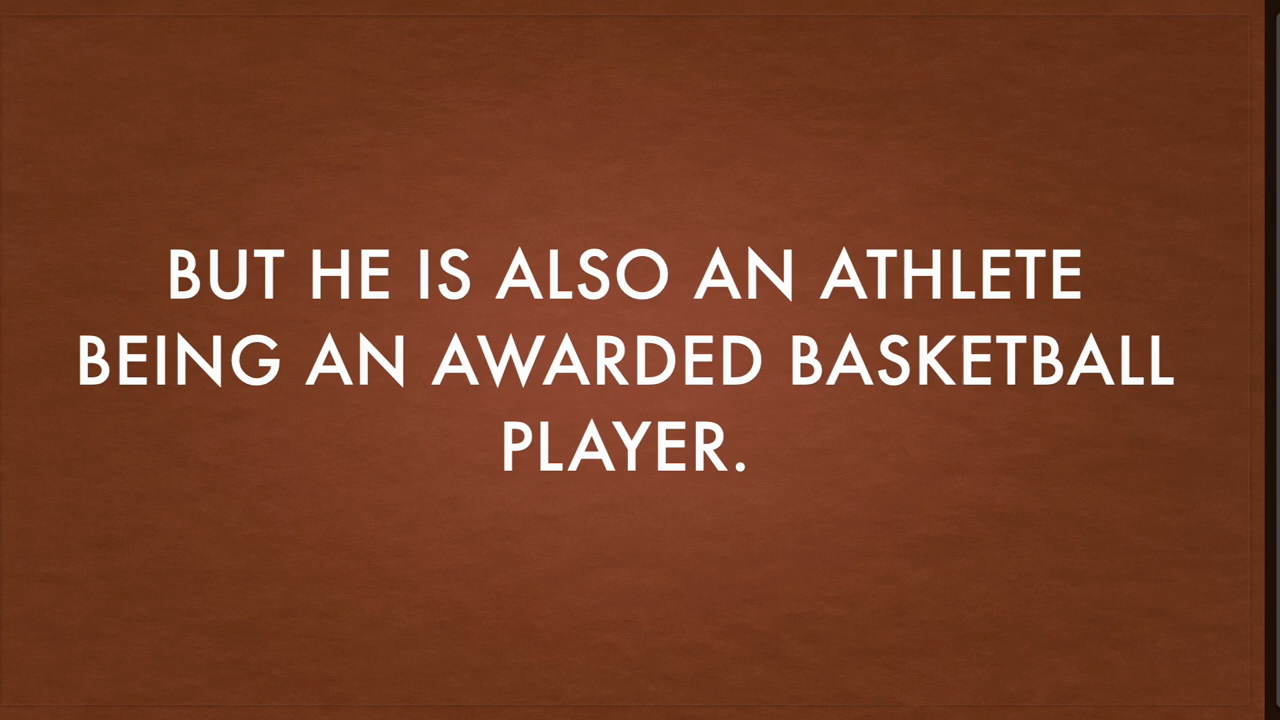 BUT HE IS ALSO AN ATHLETE
BEING AN AWARDED BASKETBALL
PLAYER.